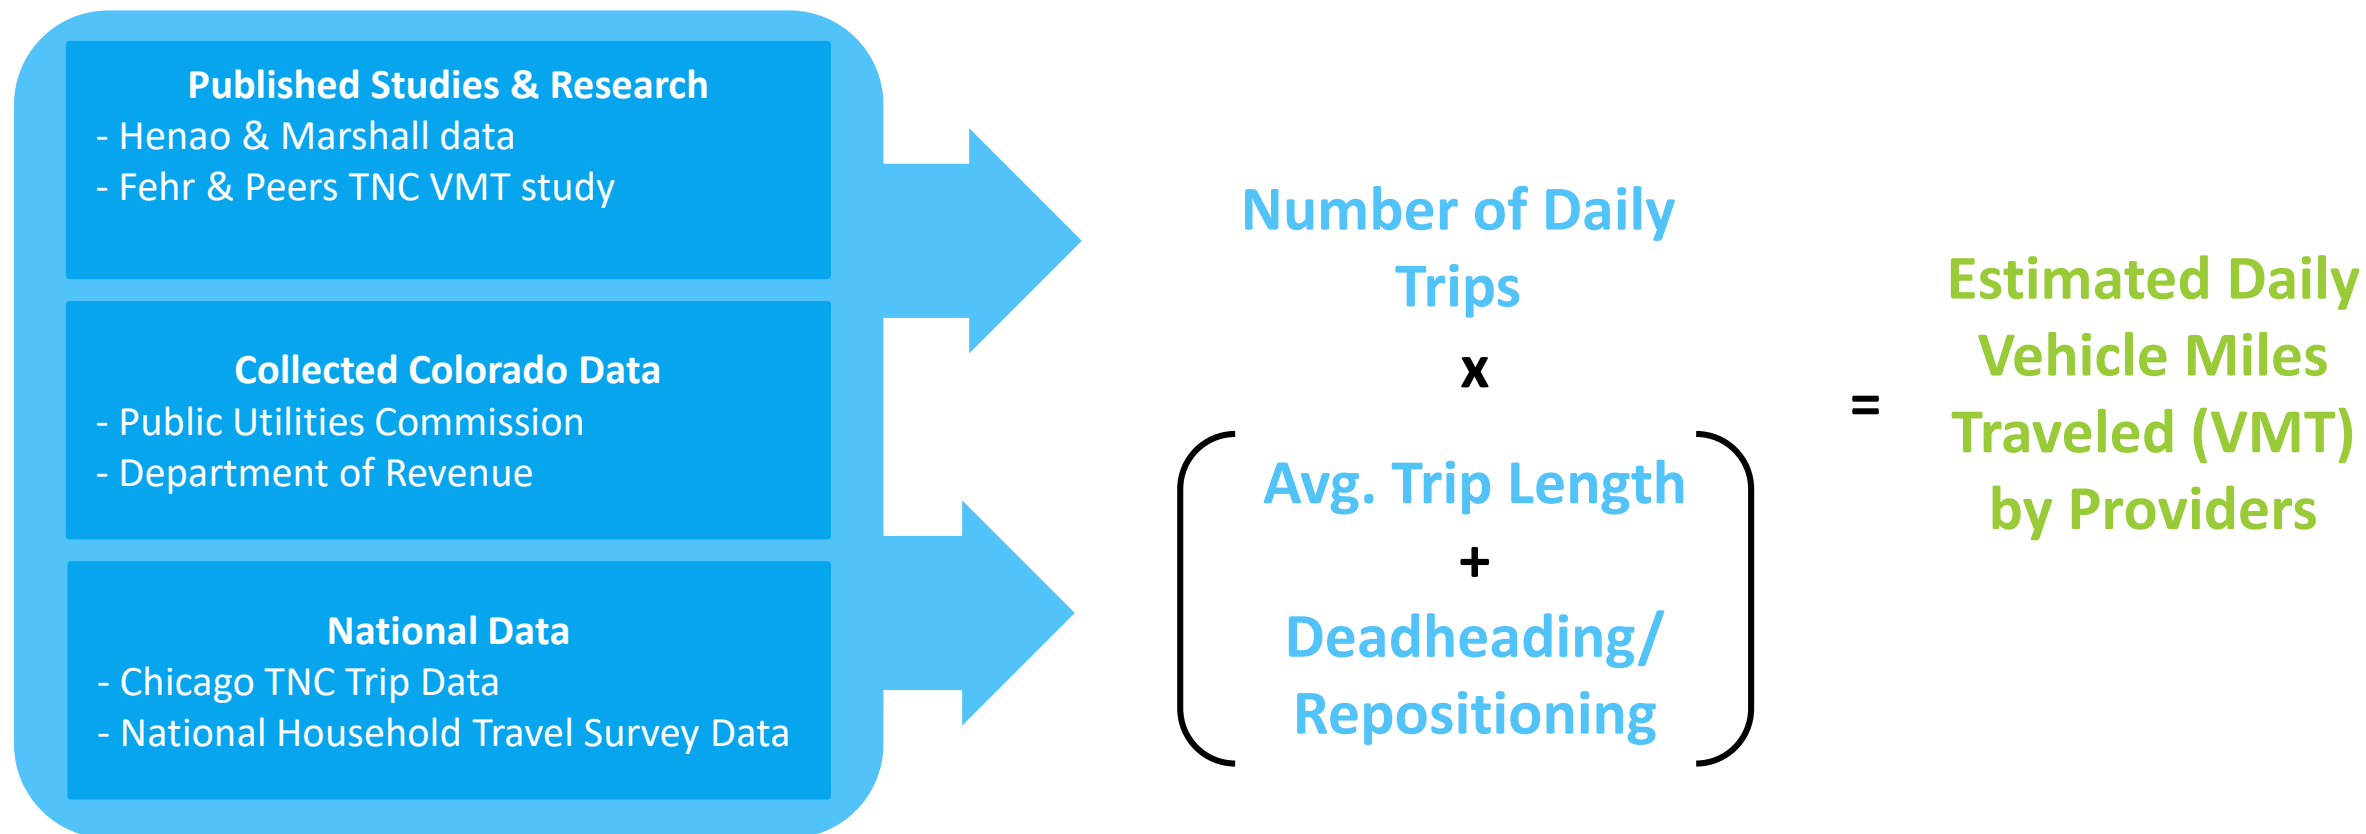 Published Studies & Research
- Henao & Marshall data
- Fehr & Peers TNC VMT study
Collected Colorado Data
- Public Utilities Commission
- Department of Revenue
National Data
- Chicago TNC Trip Data
- National Household Travel Survey Data
Number of Daily
Trips
x
Avg. Trip Length
+
Deadheading/
Repositioning
=
Estimated Daily
Vehicle Miles
Traveled (VMT)
by Providers